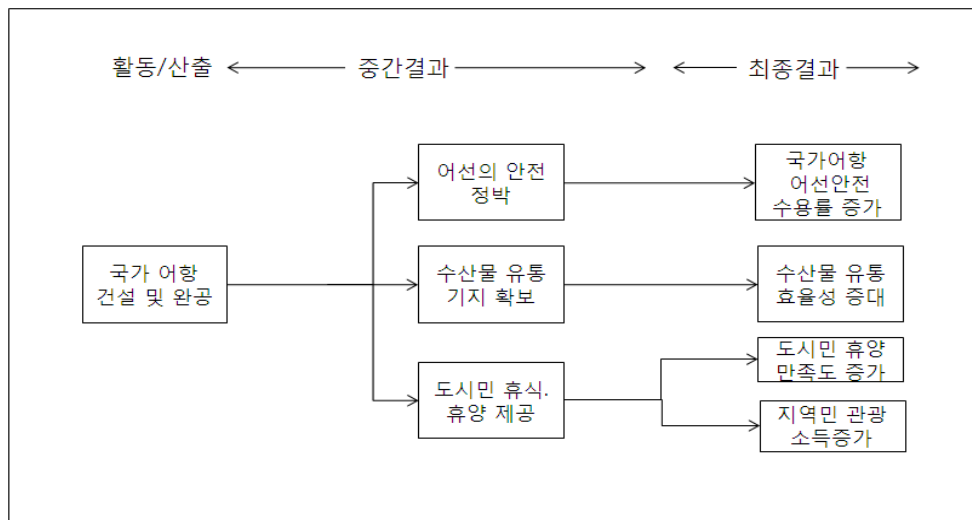 활동/산출
중간결과
최종결과
어선의 안전
정박
국가어항
어선안전
수용률 증가
국가 어항
건설 및 완공
수산물 유통
기지 확보
수산물 유통
효율성 증대
도시민 휴식.
휴양 제공
도시민 휴양
만족도 증가
지역민 관광
소득증가